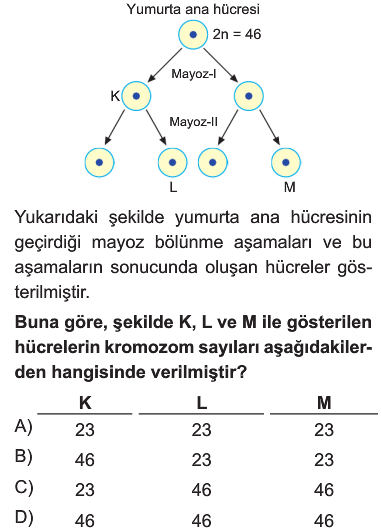 Yumurta ana hücresi
2n = 46
Mayoz-I
K
Mayoz-II
L
M
Yukarıdaki şekilde yumurta ana hücresinin
geçirdiği mayoz bölünme aşamaları ve bu
aşamaların sonucunda oluşan hücreler gös-
terilmiştir.
Buna göre, şekilde K, L ve M ile gösterilen
hücrelerin kromozom sayıları aşağıdakiler-
den hangisinde verilmiştir?
K L M
A) 23 23 23
B) 46 23 23
C) 23 46 46
D) 46 46 46